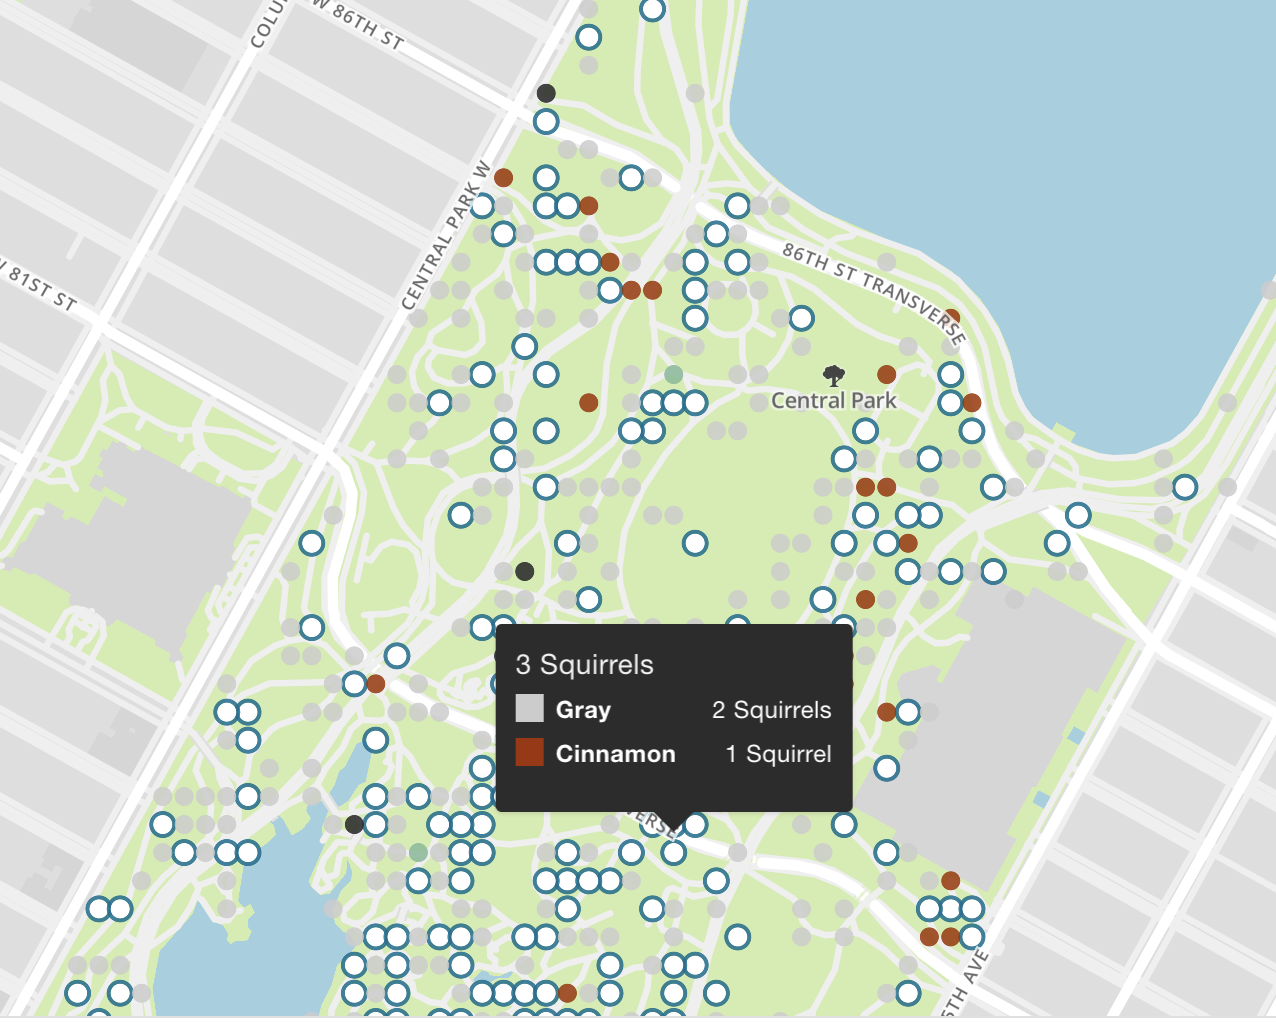 COLU
W 86TH ST
CENTRAL PARK W
W 81ST ST
86TH ST TRANSVERSE
Central Park
3 Squirrels
Gray 2 Squirrels
Cinnamon 1 Squirrel
VERSE
5TH AVE